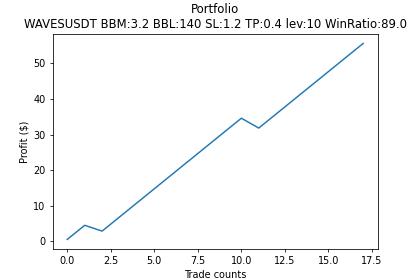 Portfolio
WAVESUSDT BBM:3.2 BBL:140 SL:1.2 TP:0.4 lev:10 WinRatio:89.0
Profit ($)
50
40
30
20
10
0
0.0 2.5 5.0 7.5 10.0 12.5 15.0 17.5
Trade counts